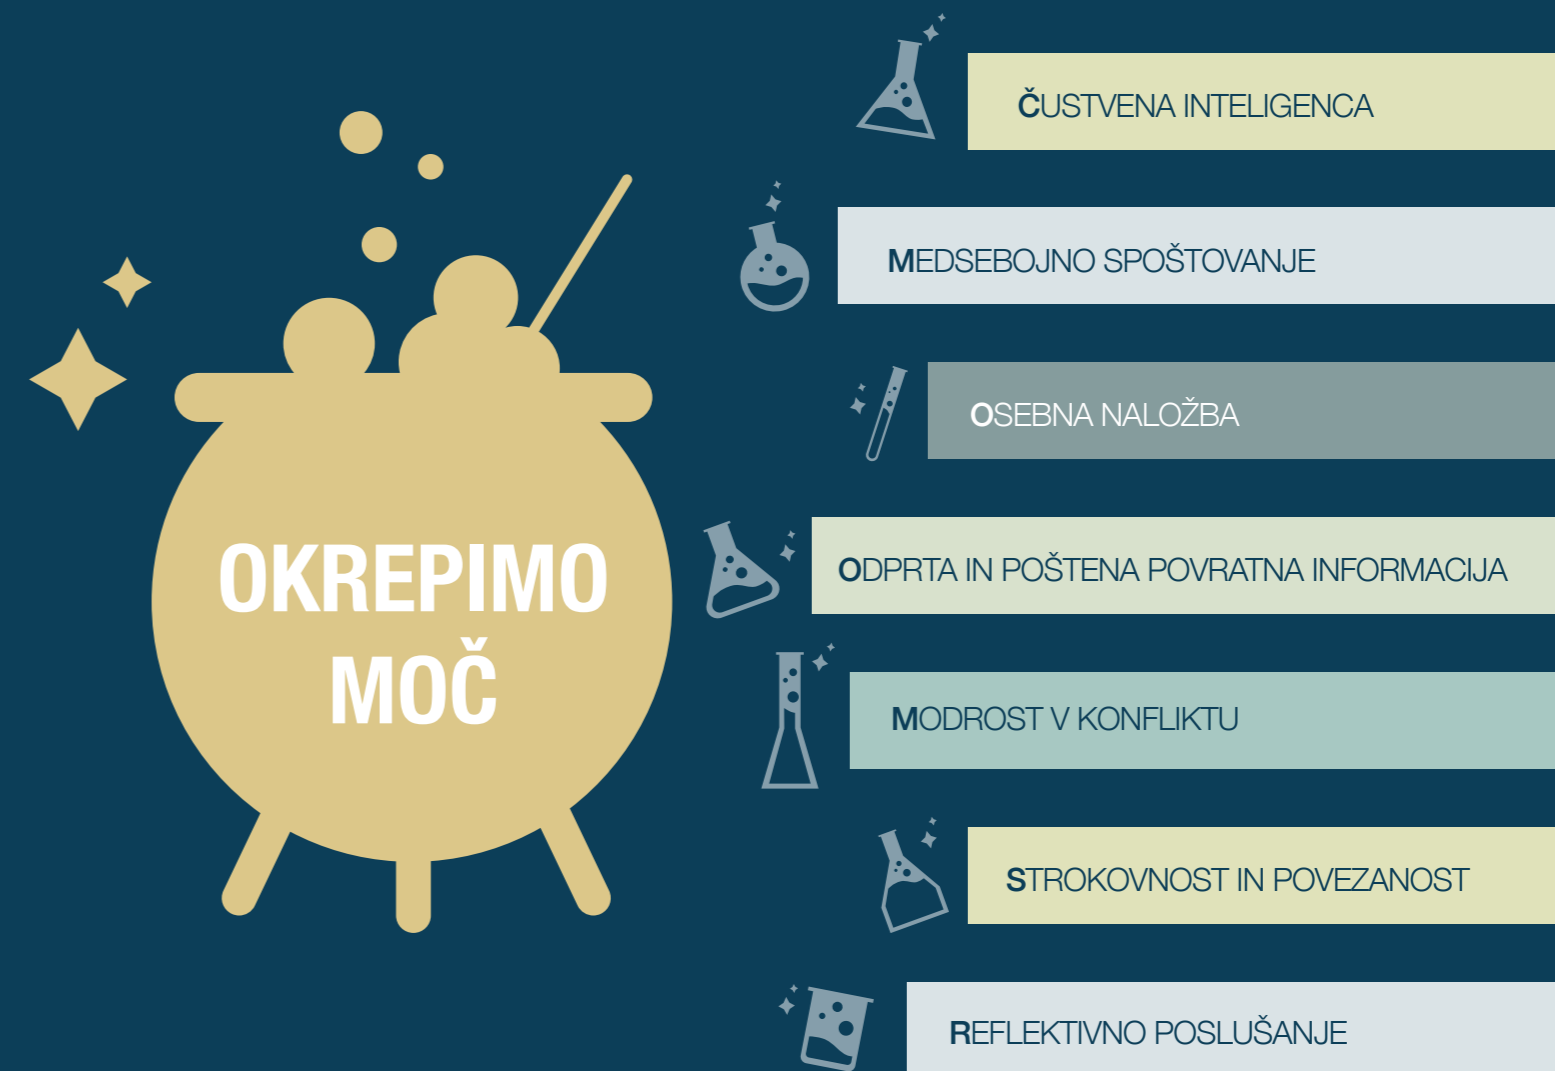 OKREPIMO
MOČ
ČUSTVENA INTELIGENCA
MEDSEBOJNO SPOŠTOVANJE
OSEBNA NALOŽBA
ODPRTA IN POŠTENA POVRATNA INFORMACIJA
MODROST V KONFLIKTU
STROKOVNOST IN POVEZANOST
REFLEKTIVNO POSLUŠANJE